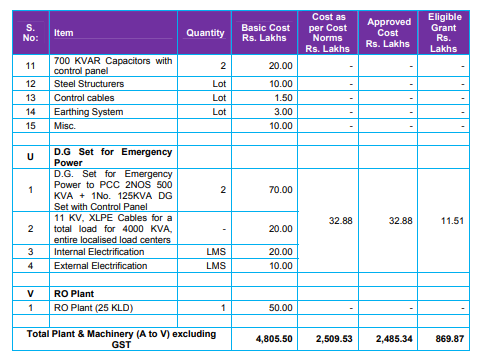 S. No: Item Quantity Basic Cost Rs. Lakhs Cost as per Cost Norms Rs. Lakhs Approved Cost Rs. Lakhs Eligible Grant Rs. Lakhs
11 700 KVAR Capacitors with control panel 2 20.00 - - -
12 Steel Structurers Lot 10.00 - - -
13 Control cables Lot 1.50 - - -
14 Earthing System Lot 3.00 - - -
15 Misc. 10.00 - - -
U D.G Set for Emergency Power
1 D.G. Set for Emergency Power to PCC 2NOS 500 KVA + 1No. 125KVA DG Set with Control Panel 2 70.00 32.88 32.88 11.51
2 11 KV, XLPE Cables for a total load for 4000 KVA, entire localised load centers - 20.00
3 Internal Electrification LMS 20.00
4 External Electrification LMS 10.00
V RO Plant
1 RO Plant (25 KLD) 1 50.00 - - -
Total Plant & Machinery (A to V) excluding GST 4,805.50 2,509.53 2,485.34 869.87